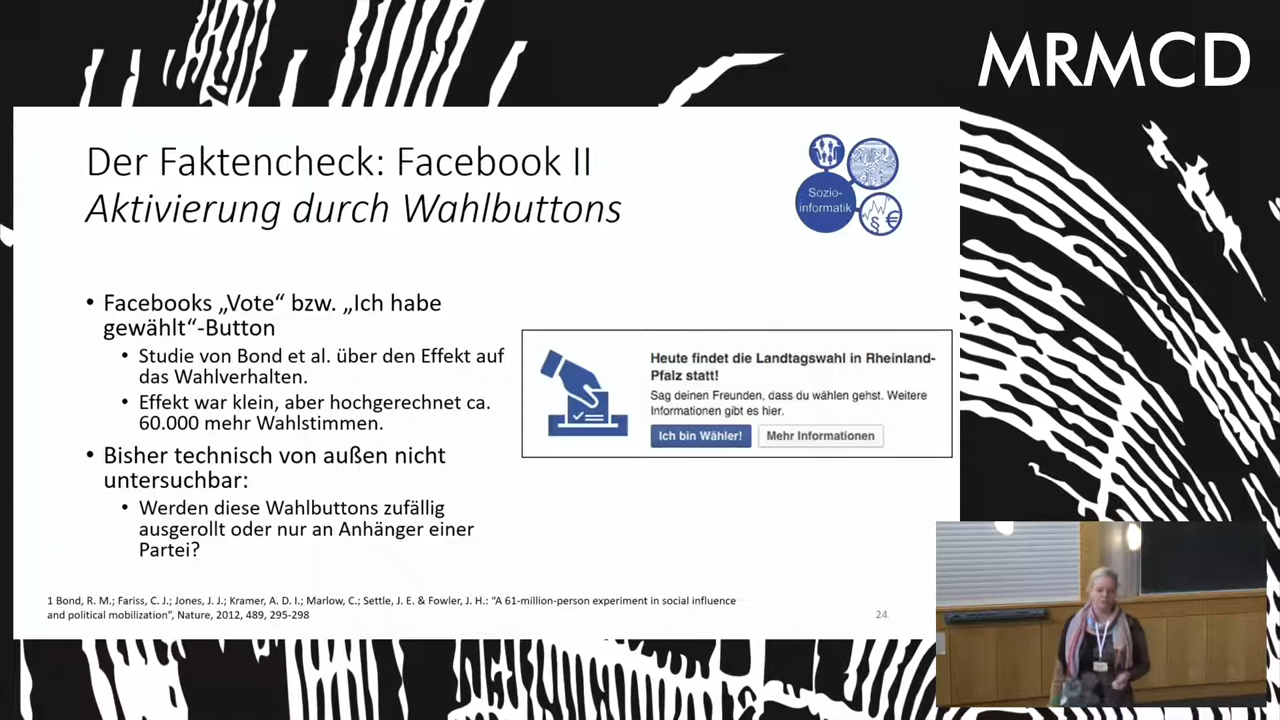 MRMCD
Der Faktencheck: Facebook II
Aktivierung durch Wahlbuttons
Sozio-
informatik
§ €
• Facebooks „Vote“ bzw. „Ich habe
gewählt“-Button
• Studie von Bond et al. über den Effekt auf
das Wahlverhalten.
• Effekt war klein, aber hochgerechnet ca.
60.000 mehr Wahlstimmen.
• Bisher technisch von außen nicht
untersuchbar:
• Werden diese Wahlbuttons zufällig
ausgerollt oder nur an Anhänger einer
Partei?
Heute findet die Landtagswahl in Rheinland-
Pfalz statt!
Sag deinen Freunden, dass du wählen gehst. Weitere
Informationen gibt es hier.
Ich bin Wähler! Mehr Informationen
1 Bond, R. M.; Fariss, C. J.; Jones, J. J.; Kramer, A. D. I.; Marlow, C.; Settle, J. E. & Fowler, J. H.: “A 61-million-person experiment in social influence
and political mobilization”, Nature, 2012, 489, 295-298
24